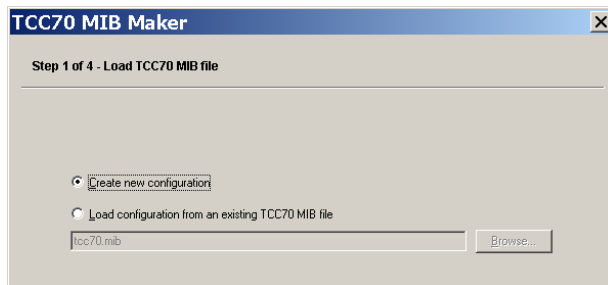 TCC70 MIB Maker
Step 1 of 4 - Load TCC70 MIB file
Create new configuration
Load configuration from an existing TCC70 MIB file
tcc70.mib
Browse...